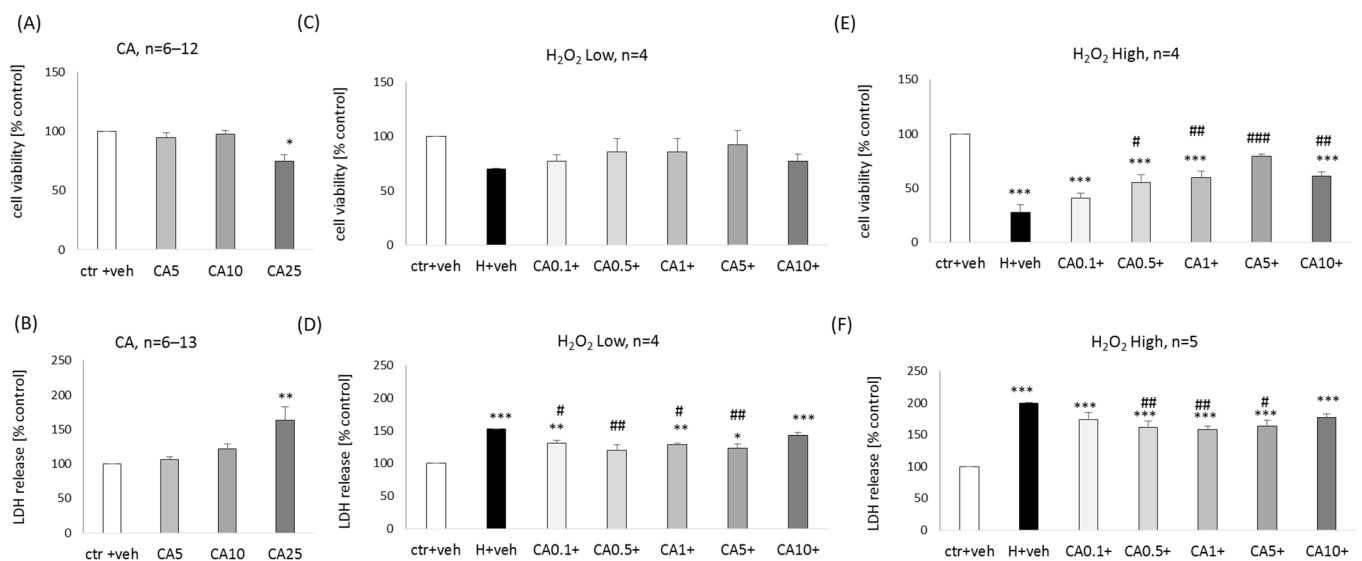 (A)
CA, n=6–12
cell viability [% control]
150
100
50
0
*
ctr +veh CA5 CA10 CA25
(B)
CA, n=6–13
LDH release [% control]
250
200
150
100
50
0
**
ctr +veh CA5 CA10 CA25
(C)
H₂O₂ Low, n=4
cell viability [% control]
150
100
50
0
ctr+veh H+veh CA0.1+ CA0.5+ CA1+ CA5+ CA10+
(D)
H₂O₂ Low, n=4
LDH release [% control]
250
200
150
100
50
0
# ## # ##
*** ** ** * ***
ctr+veh H+veh CA0.1+ CA0.5+ CA1+ CA5+ CA10+
(E)
H₂O₂ High, n=4
cell viability [% control]
150
100
50
0
# ## ### ##
*** *** *** *** ***
ctr+veh H+veh CA0.1+ CA0.5+ CA1+ CA5+ CA10+
(F)
H₂O₂ High, n=5
LDH release [% control]
250
200
150
100
50
0
## ## #
*** *** *** *** *** ***
ctr+veh H+veh CA0.1+ CA0.5+ CA1+ CA5+ CA10+